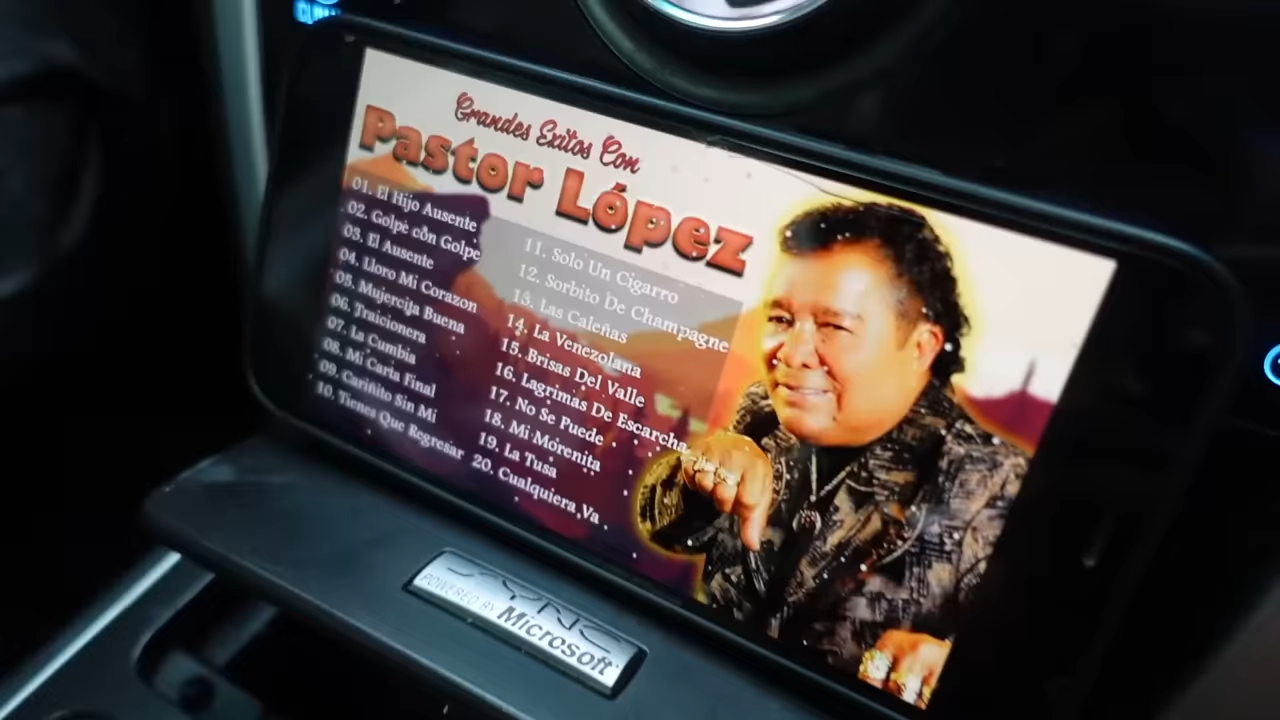 CLIMA
Grandes Exitos Con
Pastor López
01. El Hijo Ausente
02. Golpe con Golpe
03. El Ausente
04. Lloro Mi Corazon
05. Mujercita Buena
06. Traicionera
07. La Cumbia
08. Mi Carta Final
09. Cariñito Sin Mi
10. Tienes Que Regresar
11. Solo Un Cigarro
12. Sorbito De Champagne
13. Las Caleñas
14. La Venezolana
15. Brisas Del Valle
16. Lagrimas De Escarcha
17. No Se Puede
18. Mi Morenita
19. La Tusa
20. Cualquiera Va
SYNC
POWERED BY Microsoft